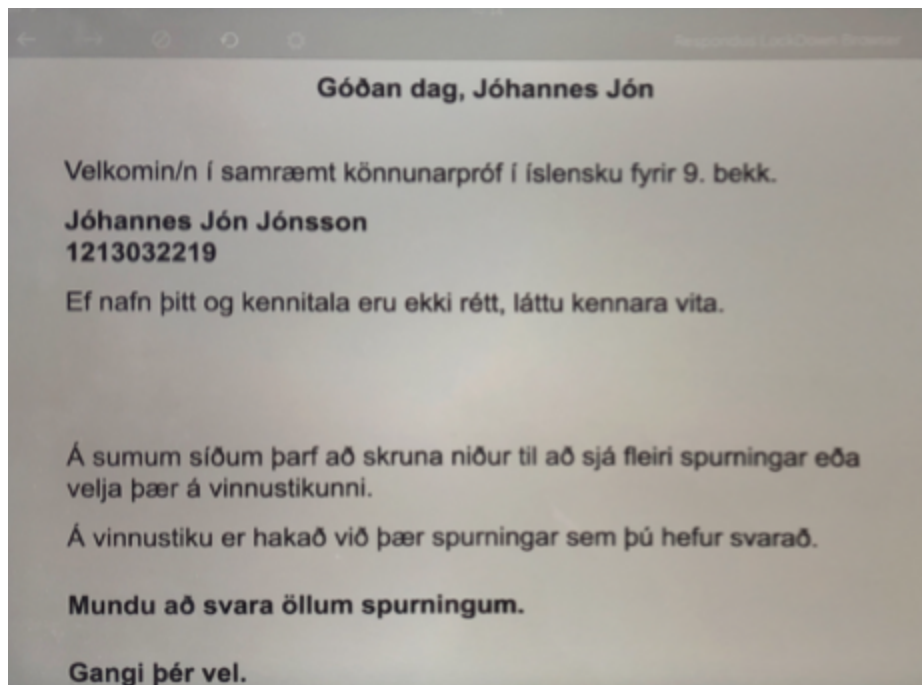 Respondus LockDown Browser
Góðan dag, Jóhannes Jón
Velkomin/n í samræmt könnunarpróf í íslensku fyrir 9. bekk.
Jóhannes Jón Jónsson
1213032219
Ef nafn þitt og kennitala eru ekki rétt, láttu kennara vita.
Á sumum síðum þarf að skruna niður til að sjá fleiri spurningar eða
velja þær á vinnustikunni.
Á vinnustiku er hakað við þær spurningar sem þú hefur svarað.
Mundu að svara öllum spurningum.
Gangi þér vel.